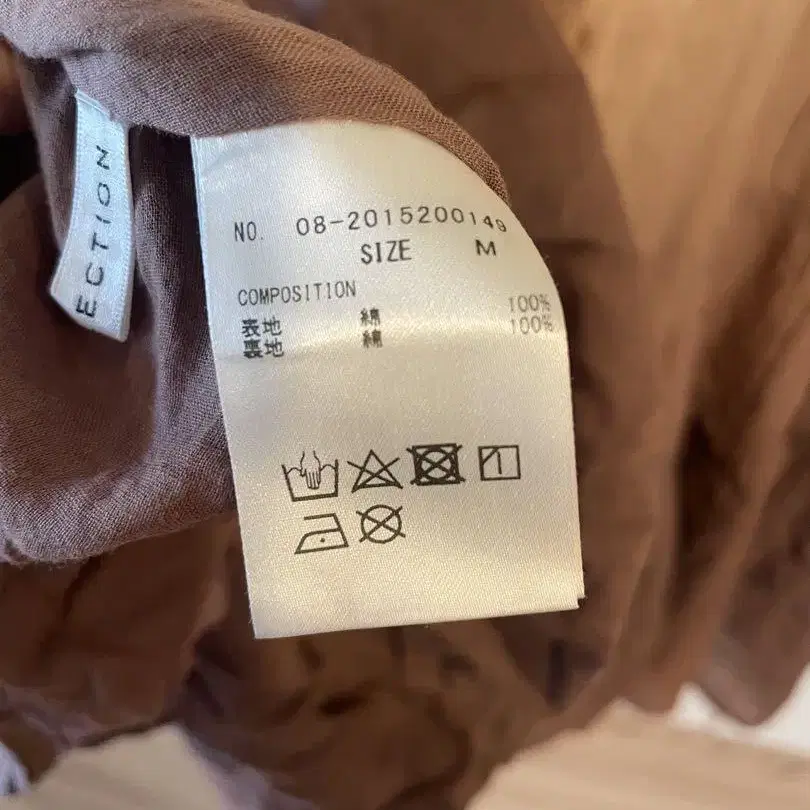 ECTION
NO. 08-2015200149
SIZE M
COMPOSITION
表地 綿 100%
裏地 綿 100%